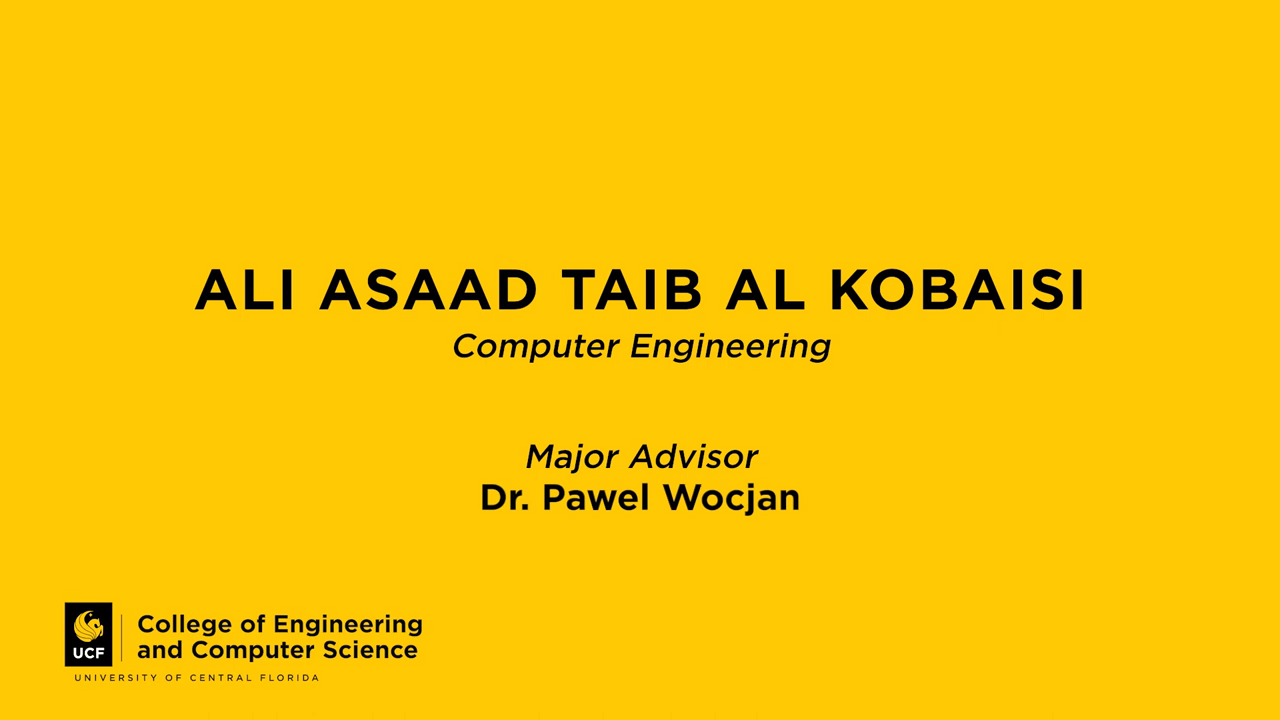 ALI ASAAD TAIB AL KOBAISI
Computer Engineering
Major Advisor
Dr. Pawel Wocjan
UCF
College of Engineering
and Computer Science
UNIVERSITY OF CENTRAL FLORIDA